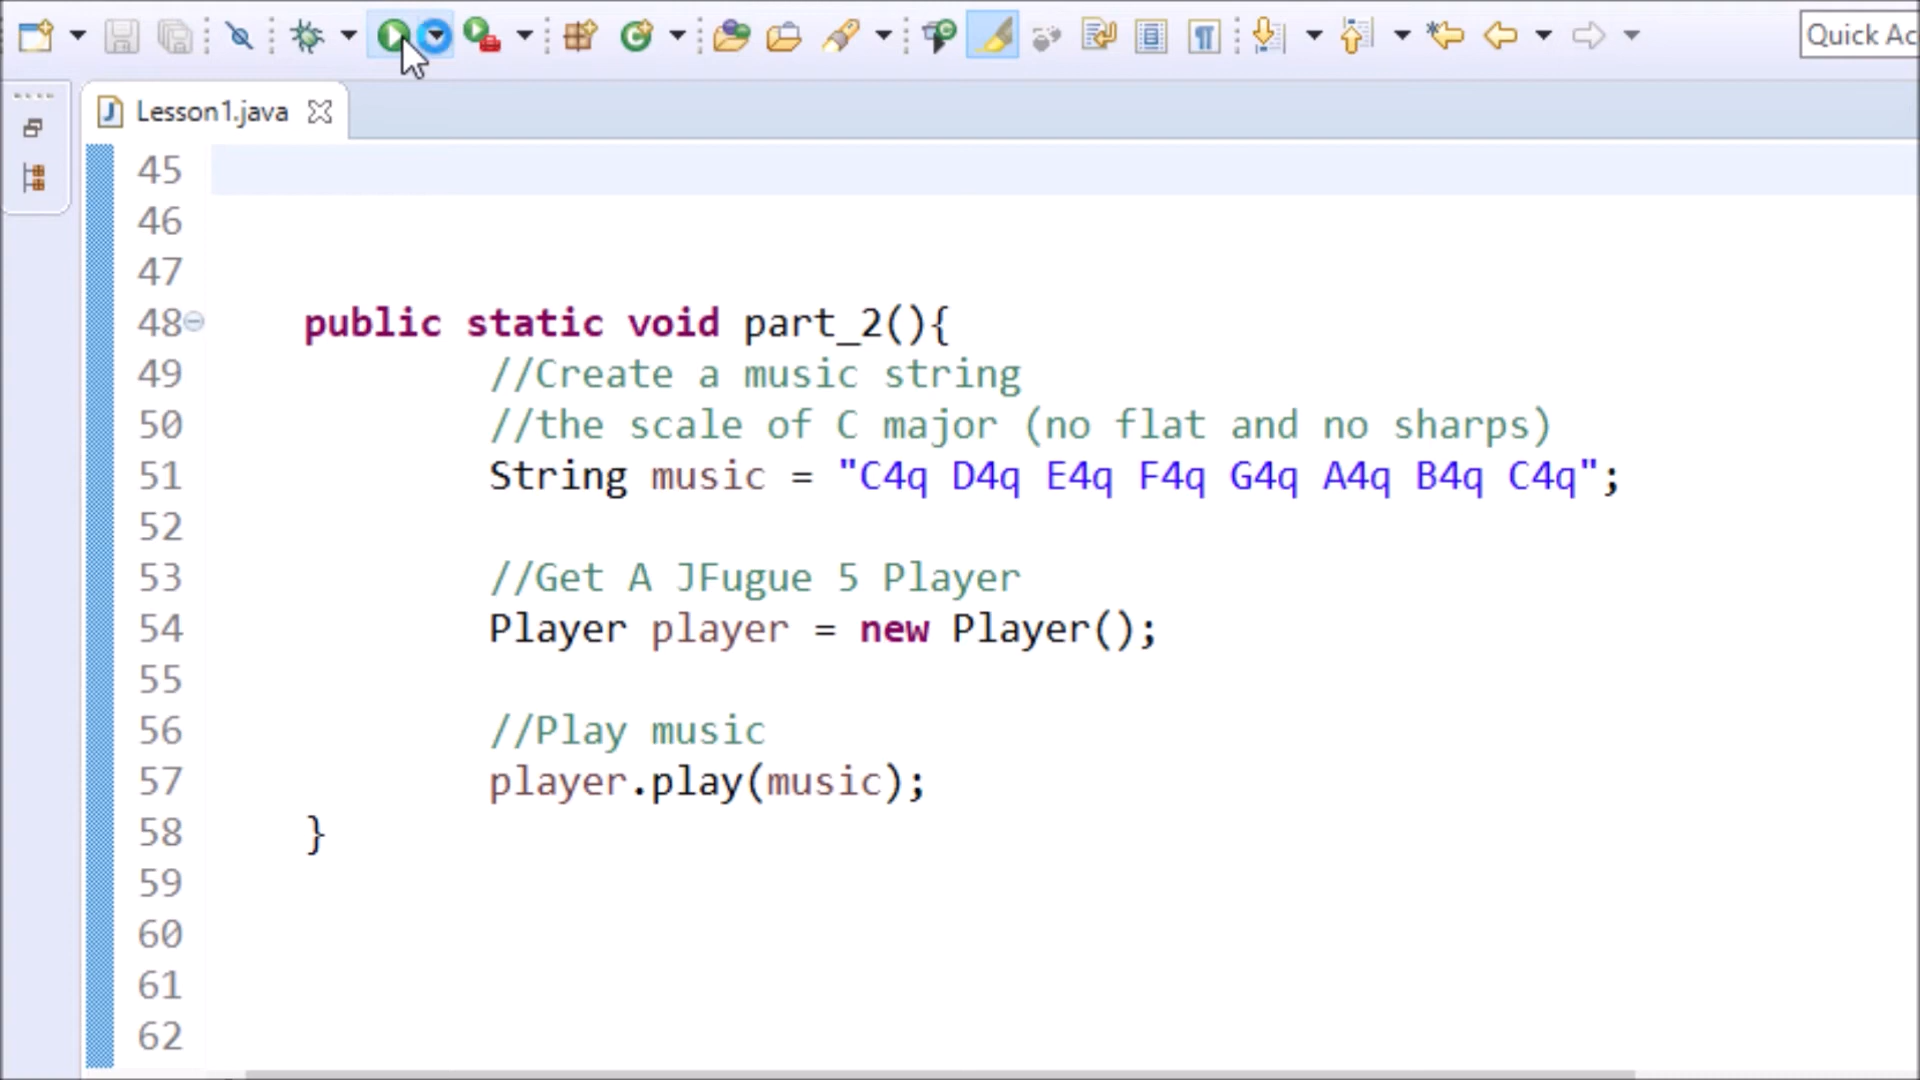 Quick Ac
Lesson1.java
45
46
47
48 public static void part_2(){
49 //Create a music string
50 //the scale of C major (no flat and no sharps)
51 String music = "C4q D4q E4q F4q G4q A4q B4q C4q";
52
53 //Get A JFugue 5 Player
54 Player player = new Player();
55
56 //Play music
57 player.play(music);
58 }
59
60
61
62